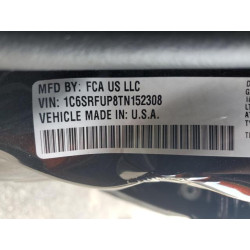 MFD BY: FCA US LLC
VIN: 1C6SRFUP8TN152308
VEHICLE MADE IN: U.S.A.